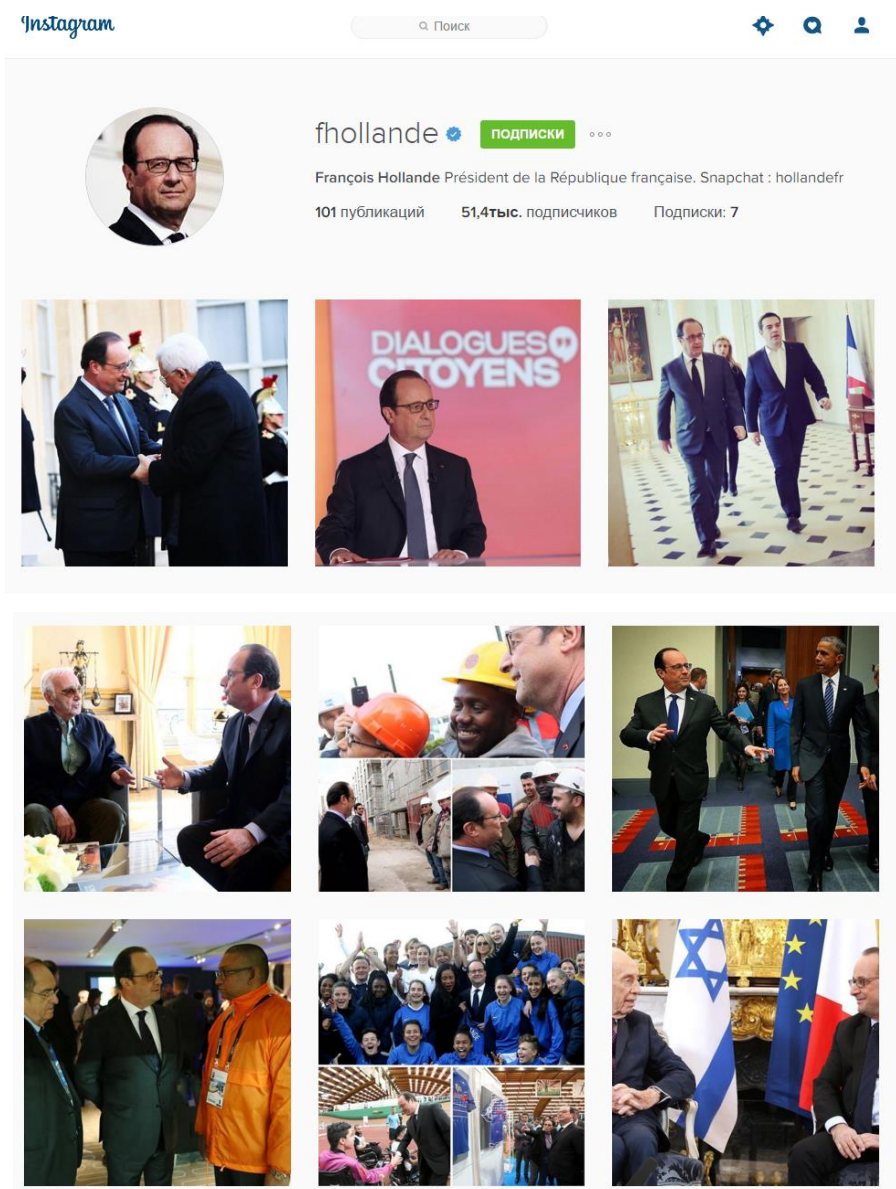 Instagram
Поиск
fhollande
ПОДПИСКИ
François Hollande Président de la République française. Snapchat : hollandefr
101 публикаций 51,4тыс. подписчиков Подписки: 7
DIALOGUES
CITOYENS